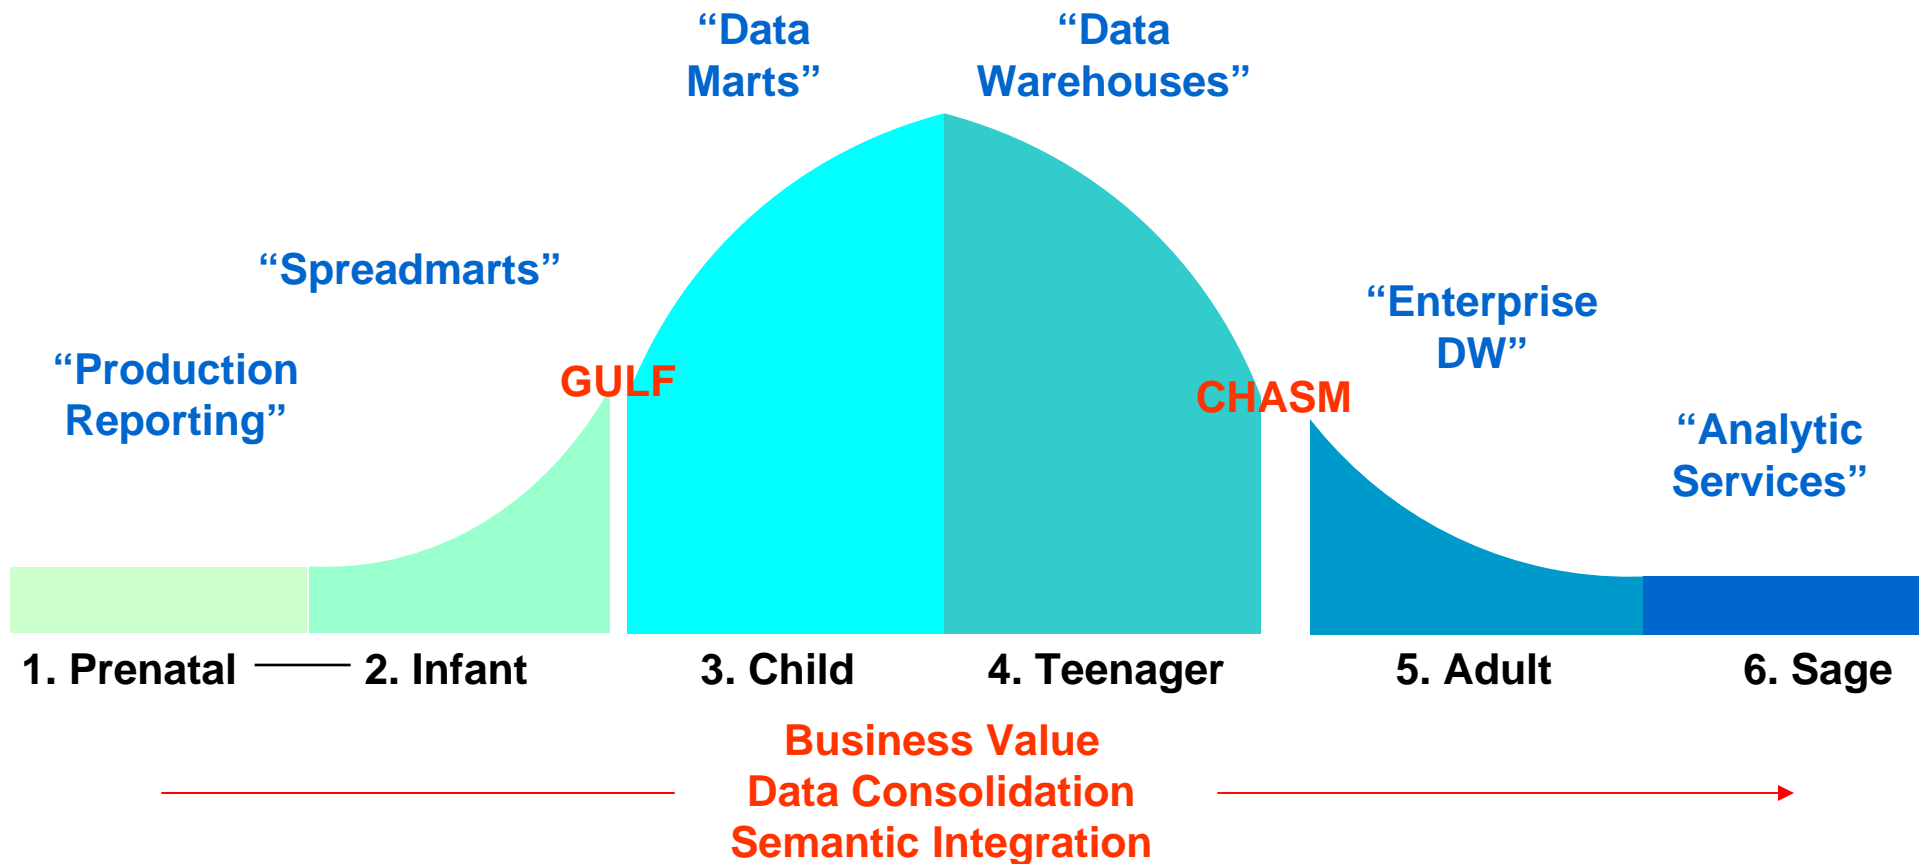 “Data
Marts”
“Data
Warehouses”
“Spreadmarts”
“Production
Reporting”
GULF
CHASM
“Enterprise
DW”
“Analytic
Services”
1. Prenatal
2. Infant
3. Child
4. Teenager
5. Adult
6. Sage
Business Value
Data Consolidation
Semantic Integration